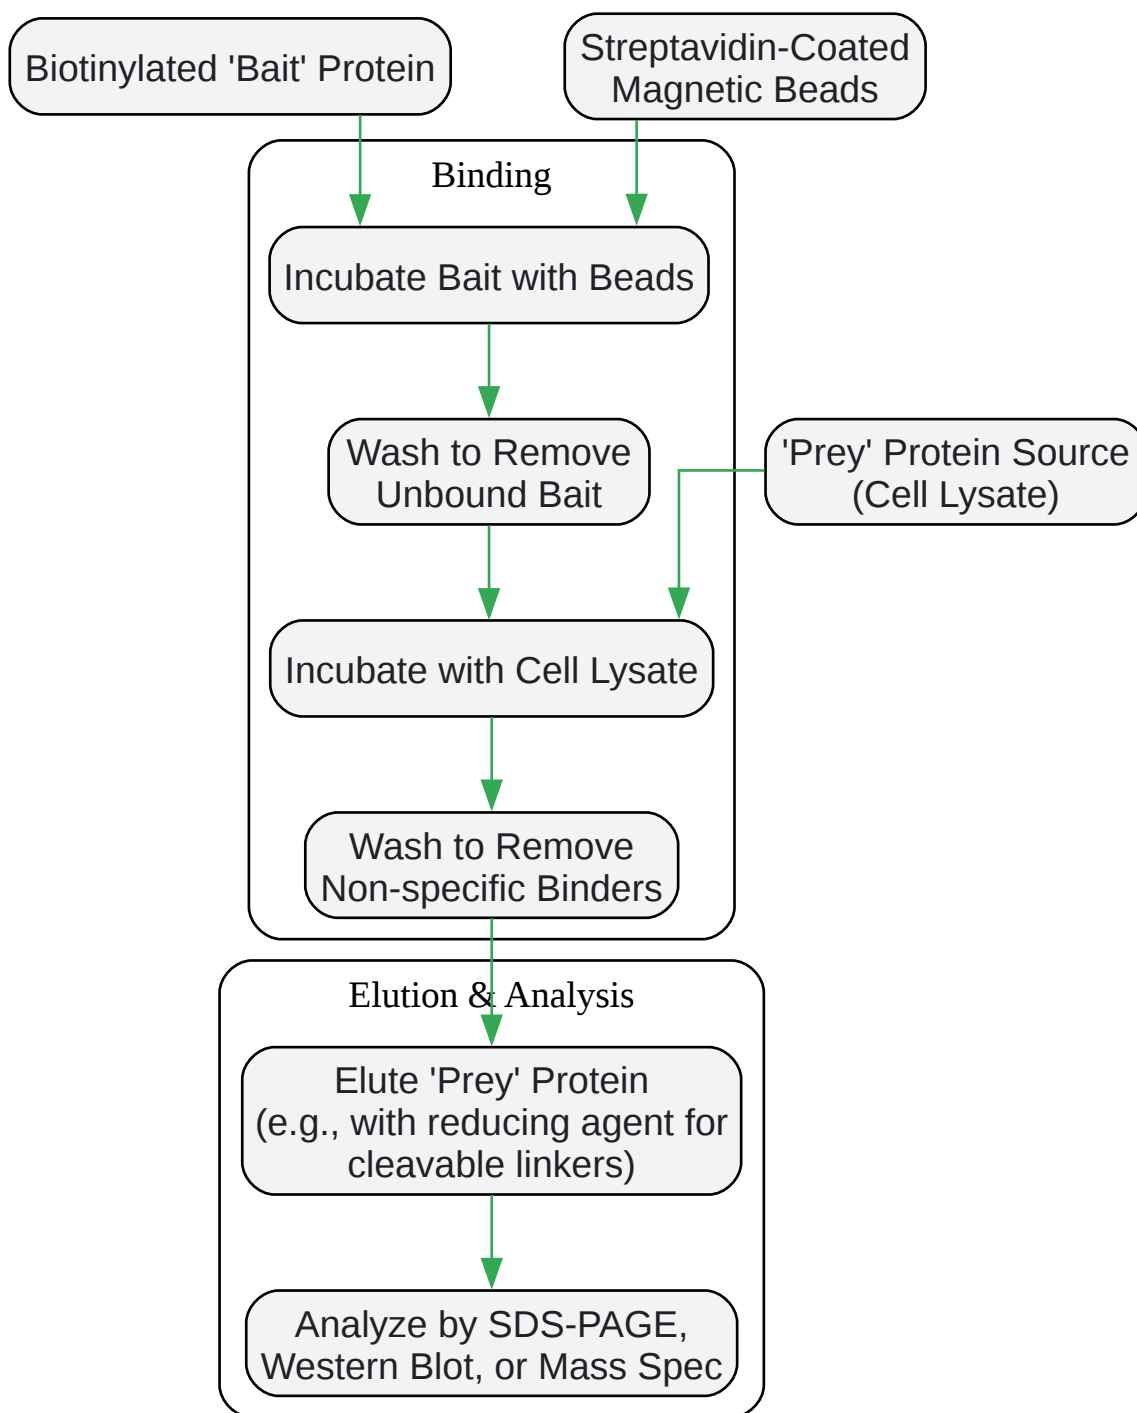 Biotinylated 'Bait' Protein
Streptavidin-Coated
Magnetic Beads
Binding
Incubate Bait with Beads
Wash to Remove
Unbound Bait
'Prey' Protein Source
(Cell Lysate)
Incubate with Cell Lysate
Wash to Remove
Non-specific Binders
Elution & Analysis
Elute 'Prey' Protein
(e.g., with reducing agent for
cleavable linkers)
Analyze by SDS-PAGE,
Western Blot, or Mass Spec